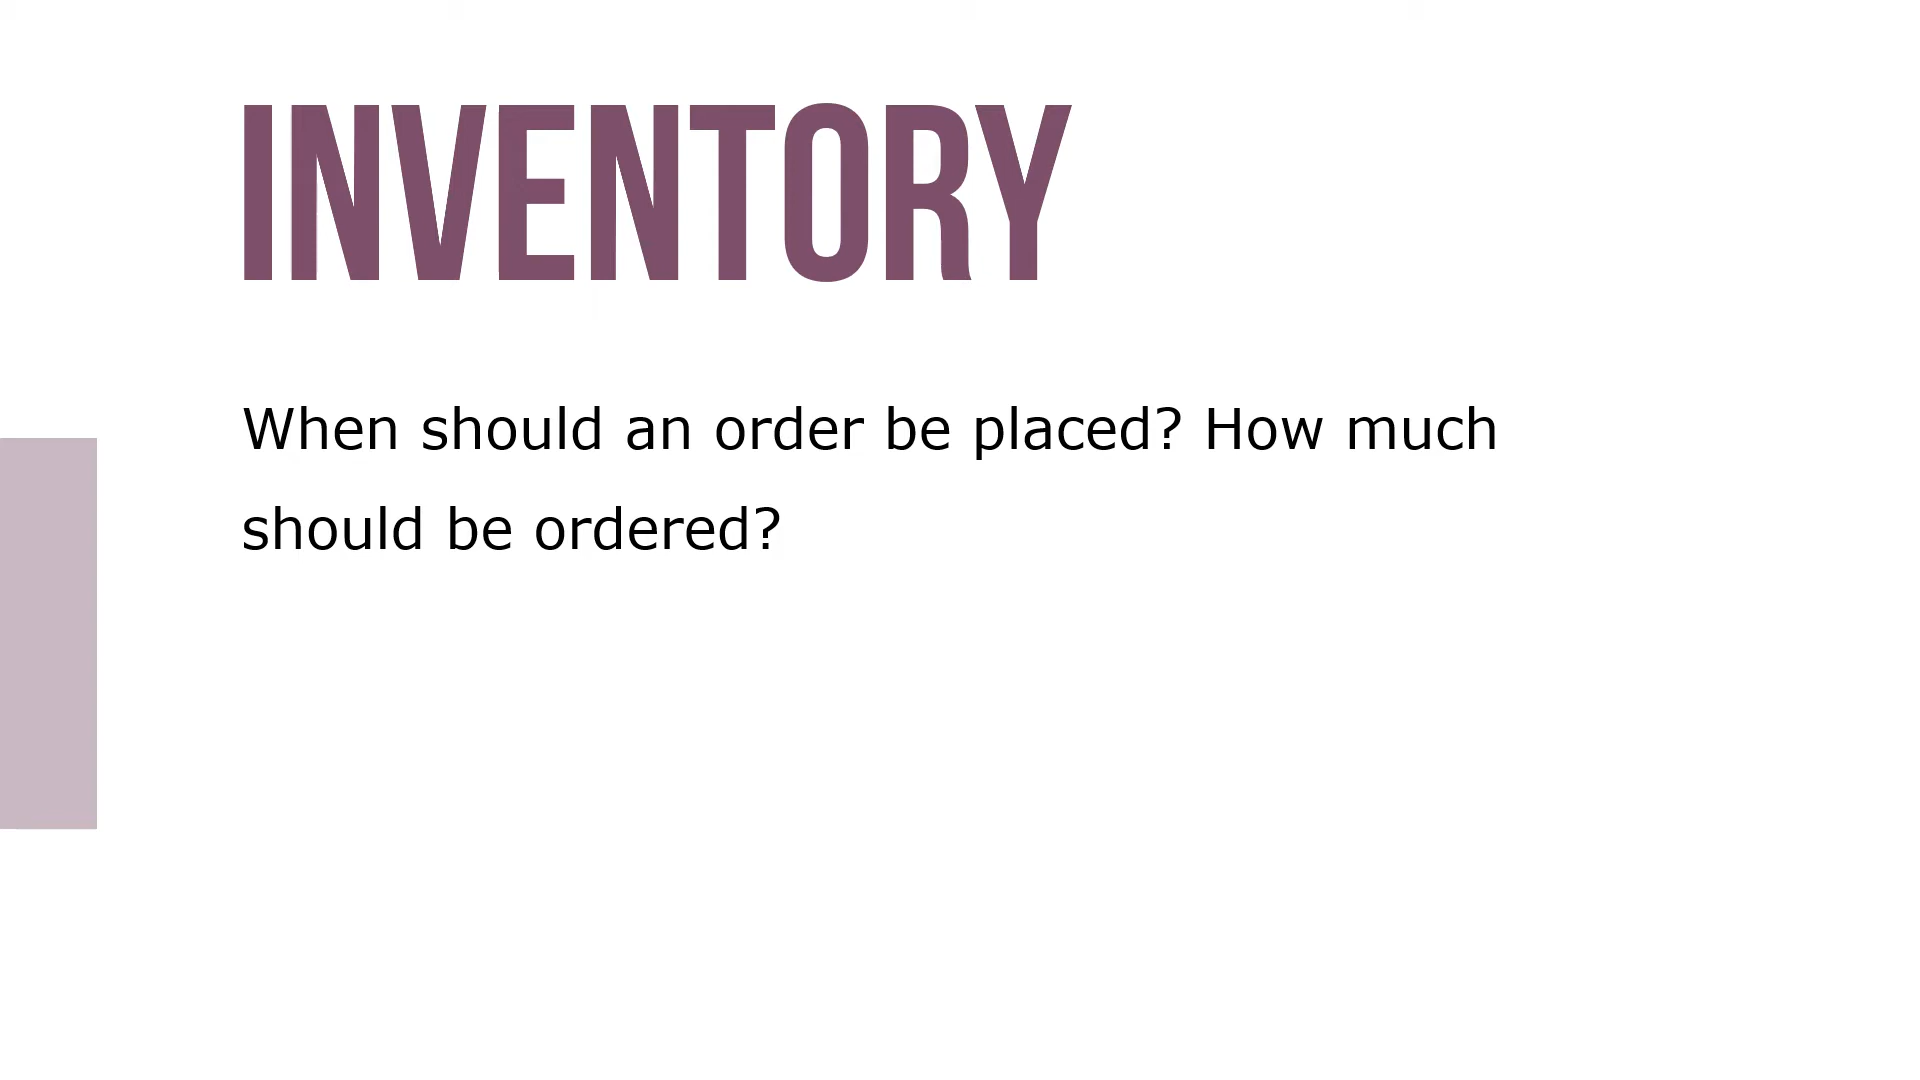 INVENTORY
When should an order be placed? How much
should be ordered?